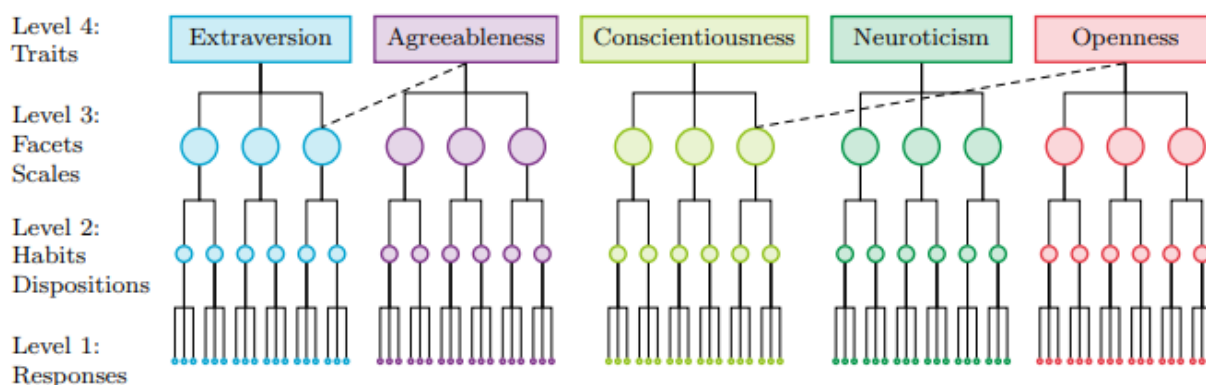 Level 4:
Traits
Extraversion
Agreeableness
Conscientiousness
Neuroticism
Openness
Level 3:
Facets
Scales
Level 2:
Habits
Dispositions
Level 1:
Responses